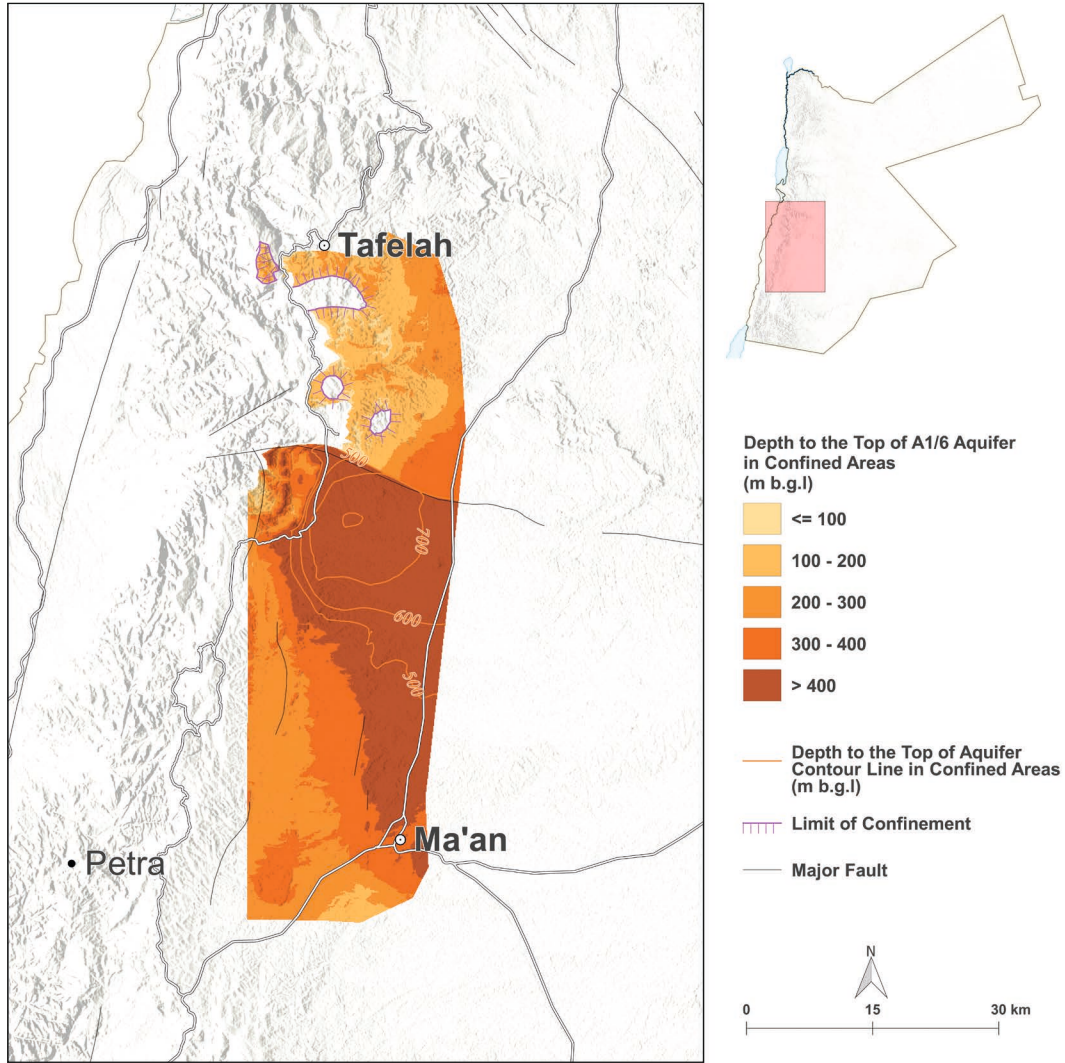 Tafelah
500
700
600
500
Ma'an
Petra
Depth to the Top of A1/6 Aquifer
in Confined Areas
(m b.g.l)
<= 100
100 - 200
200 - 300
300 - 400
> 400
Depth to the Top of Aquifer
Contour Line in Confined Areas
(m b.g.l)
Limit of Confinement
Major Fault
N
0 15 30 km